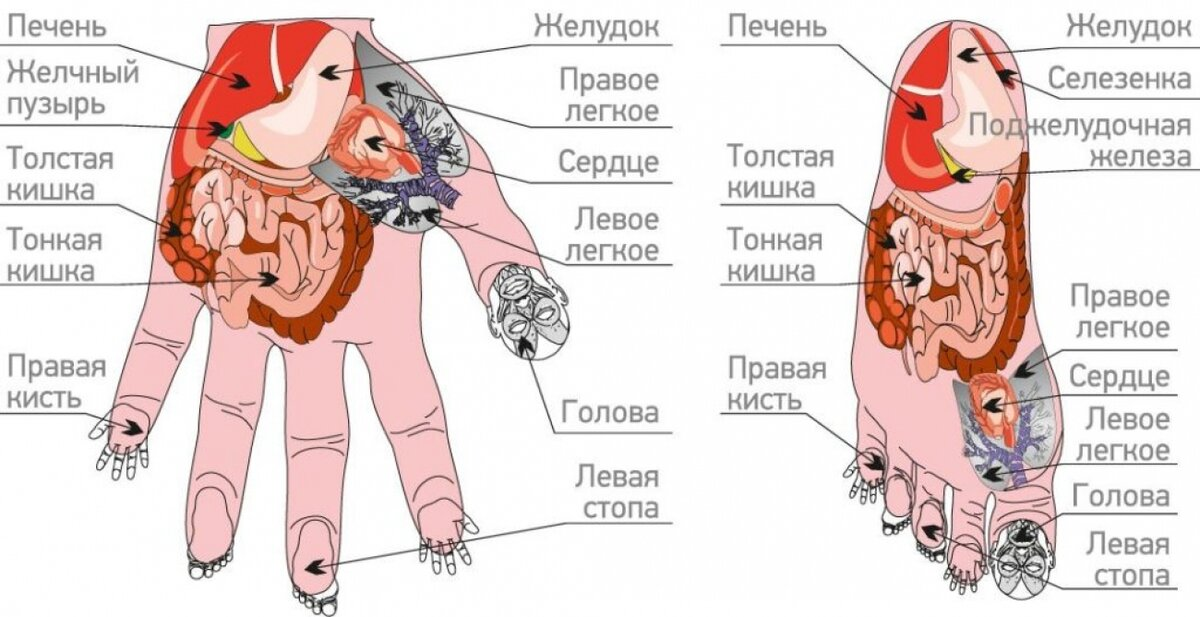 Печень
Желчный
пузырь
Толстая
кишка
Тонкая
кишка
Правая
кисть
Желудок
Правое
легкое
Сердце
Левое
легкое
Голова
Левая
стопа
Печень
Толстая
кишка
Тонкая
кишка
Правая
кисть
Желудок
Селезенка
Поджелудочная
железа
Правое
легкое
Сердце
Левое
легкое
Голова
Левая
стопа